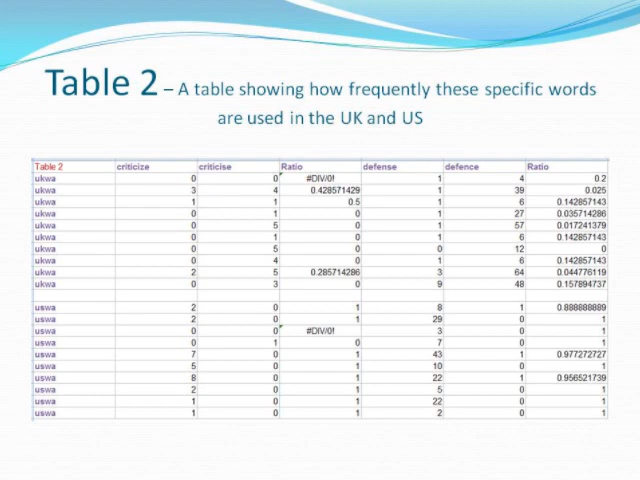 Table 2 – A table showing how frequently these specific words
are used in the UK and US
Table 2 criticize criticise Ratio defense defence Ratio
ukwa 0 0 #DIV/0! 1 4 0.2
ukwa 3 4 0.428571429 1 39 0.025
ukwa 1 1 0.5 1 6 0.142857143
ukwa 0 1 0 1 27 0.035714286
ukwa 0 5 0 1 57 0.017241379
ukwa 0 1 0 1 6 0.142857143
ukwa 0 5 0 0 12 0
ukwa 0 4 0 1 6 0.142857143
ukwa 2 5 0.285714286 3 64 0.044776119
ukwa 0 3 0 9 48 0.157894737
uswa 2 0 1 8 1 0.888888889
uswa 2 0 1 29 0 1
uswa 0 0 #DIV/0! 3 0 1
uswa 0 1 0 7 0 1
uswa 7 0 1 43 1 0.977272727
uswa 5 0 1 10 0 1
uswa 8 0 1 22 1 0.956521739
uswa 2 0 1 5 0 1
uswa 1 0 1 22 0 1
uswa 1 0 1 2 0 1